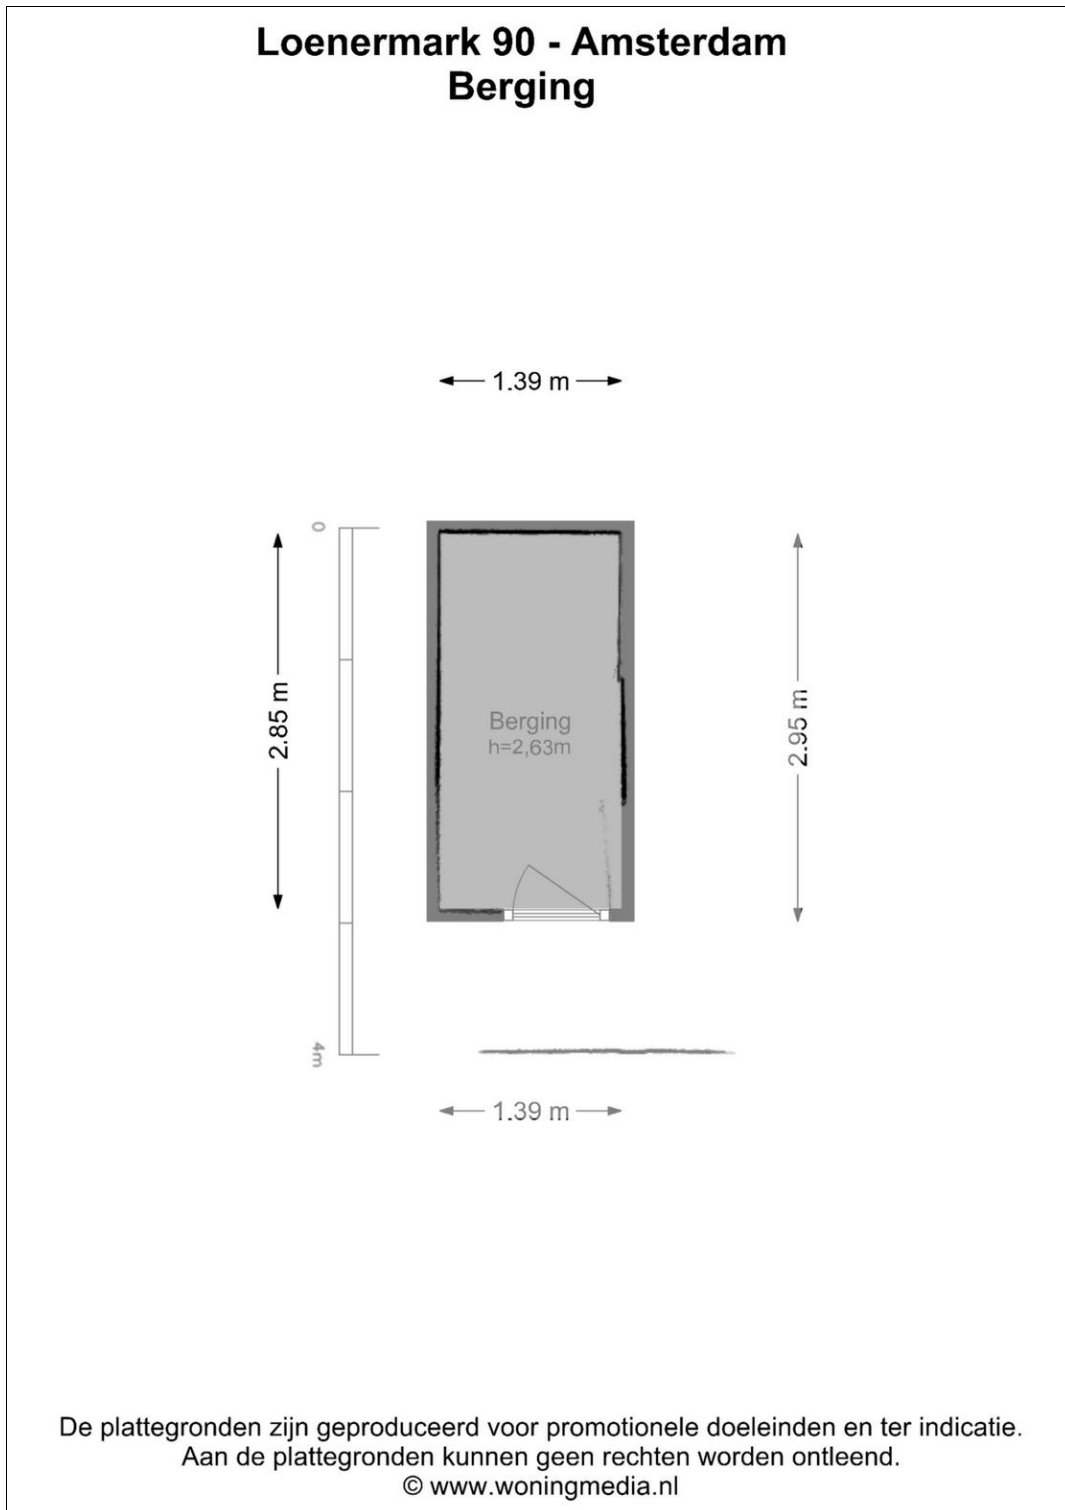 Loenermark 90 - Amsterdam
Berging
1.39 m
0
2.85 m
2.95 m
Berging
h=2,63m
4m
1.39 m
De plattegronden zijn geproduceerd voor promotionele doeleinden en ter indicatie.
Aan de plattegronden kunnen geen rechten worden ontleend.
© www.woningmedia.nl